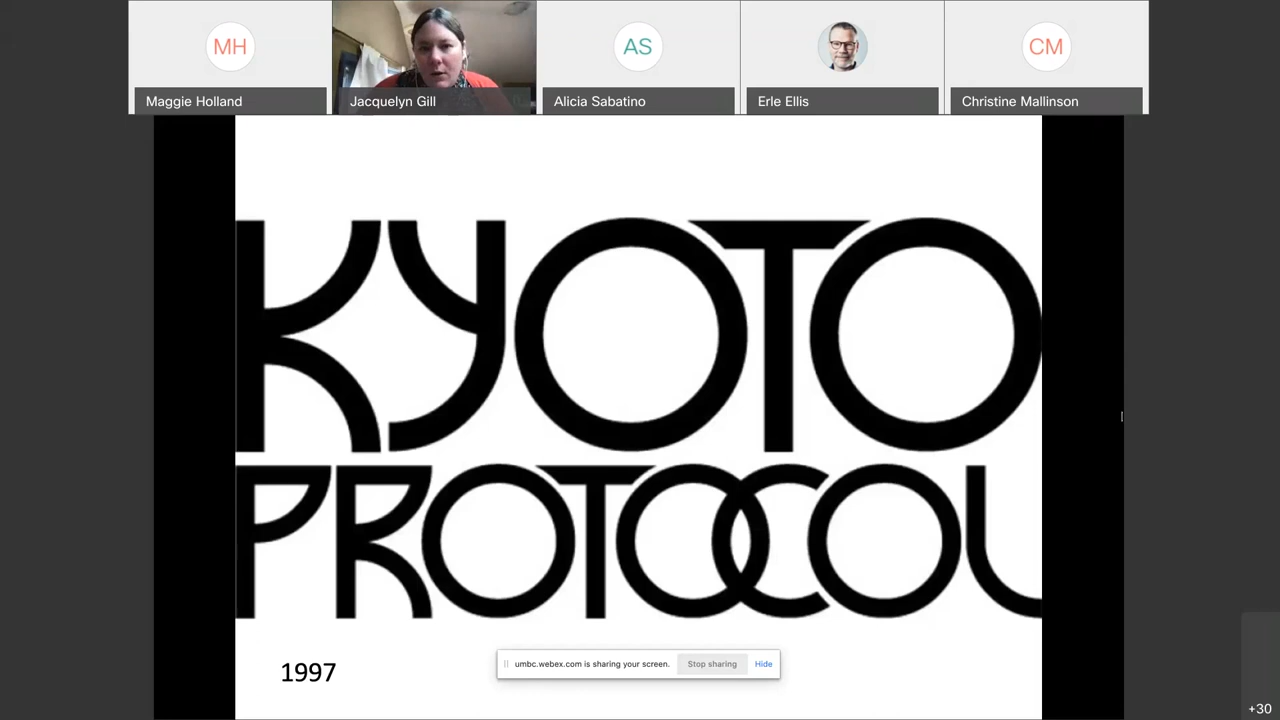 MH
AS
CM
Maggie Holland
Jacquelyn Gill
Alicia Sabatino
Erle Ellis
Christine Mallinson
KYOTO
PROTOCOL
1997
umbc.webex.com is sharing your screen.
Stop sharing
Hide
+30